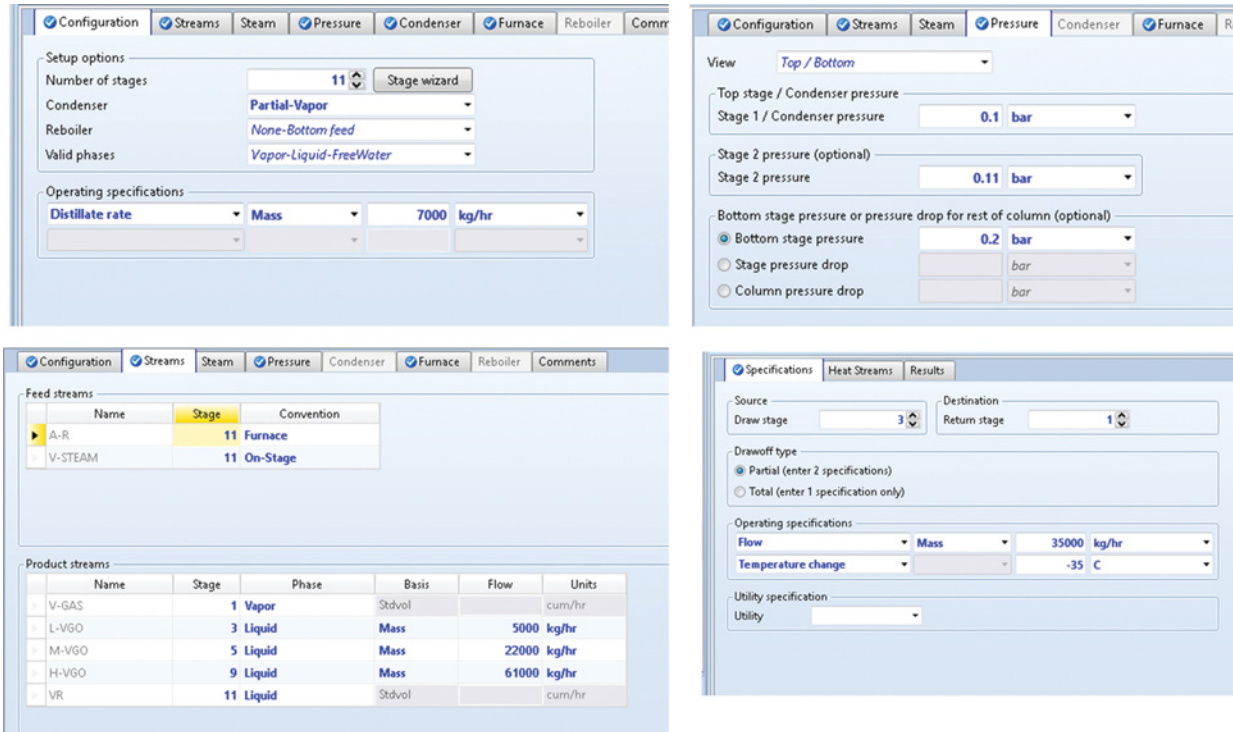 Configuration Streams Steam Pressure Condenser Furnace Reboiler Comm
Setup options
Number of stages 11 Stage wizard
Condenser Partial-Vapor
Reboiler None-Bottom feed
Valid phases Vapor-Liquid-FreeWater
Operating specifications
Distillate rate Mass 7000 kg/hr
Configuration Streams Steam Pressure Condenser Furnace R
View Top / Bottom
Top stage / Condenser pressure
Stage 1 / Condenser pressure 0.1 bar
Stage 2 pressure (optional)
Stage 2 pressure 0.11 bar
Bottom stage pressure or pressure drop for rest of column (optional)
Bottom stage pressure 0.2 bar
Stage pressure drop bar
Column pressure drop bar
Configuration Streams Steam Pressure Condenser Furnace Reboiler Comments
Feed streams
Name Stage Convention
A-R 11 Furnace
V-STEAM 11 On-Stage
Product streams
Name Stage Phase Basis Flow Units
V-GAS 1 Vapor Stdvol cum/hr
L-VGO 3 Liquid Mass 5000 kg/hr
M-VGO 5 Liquid Mass 22000 kg/hr
H-VGO 9 Liquid Mass 61000 kg/hr
VR 11 Liquid Stdvol cum/hr
Specifications Heat Streams Results
Source Destination
Draw stage 3 Return stage 1
Drawoff type
Partial (enter 2 specifications)
Total (enter 1 specification only)
Operating specifications
Flow Mass 35000 kg/hr
Temperature change -35 C
Utility specification
Utility